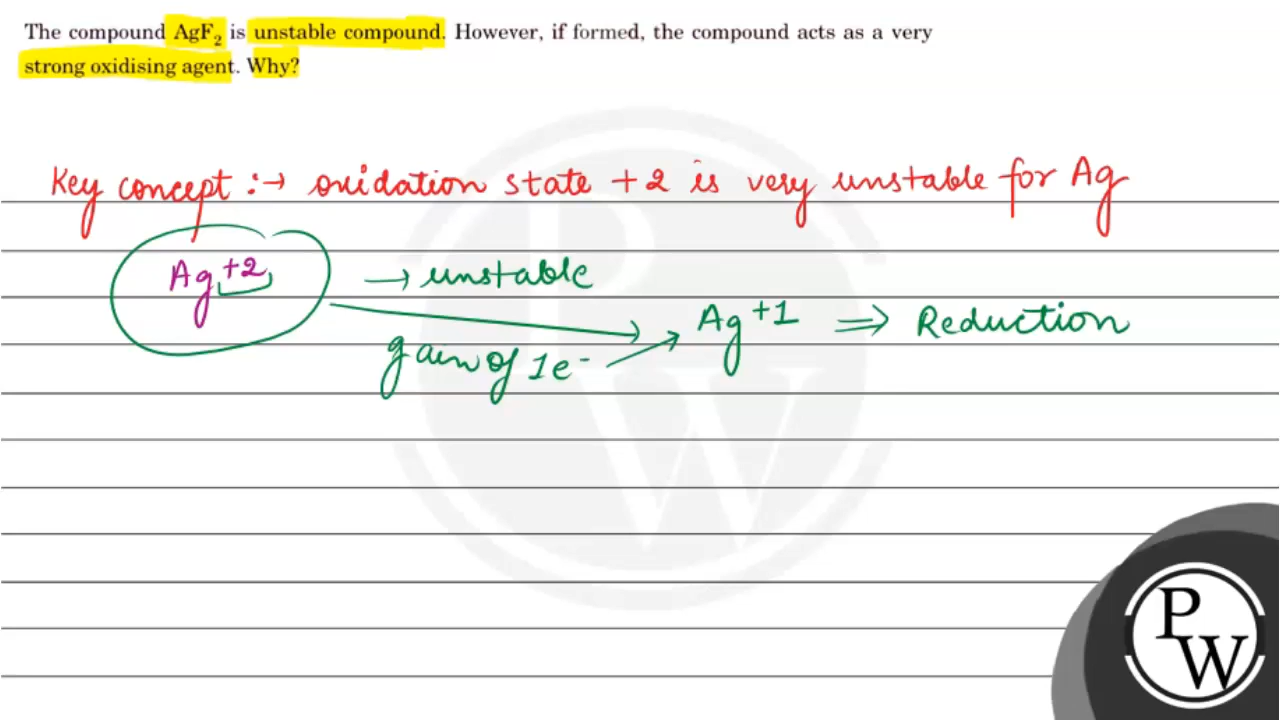 The compound AgF₂ is unstable compound. However, if formed, the compound acts as a very
strong oxidising agent. Why?
Key concept :→ oxidation state +2 is very unstable for Ag
Ag⁺² → unstable
Ag⁺¹ ⇒ Reduction
gain of 1e⁻
P
W